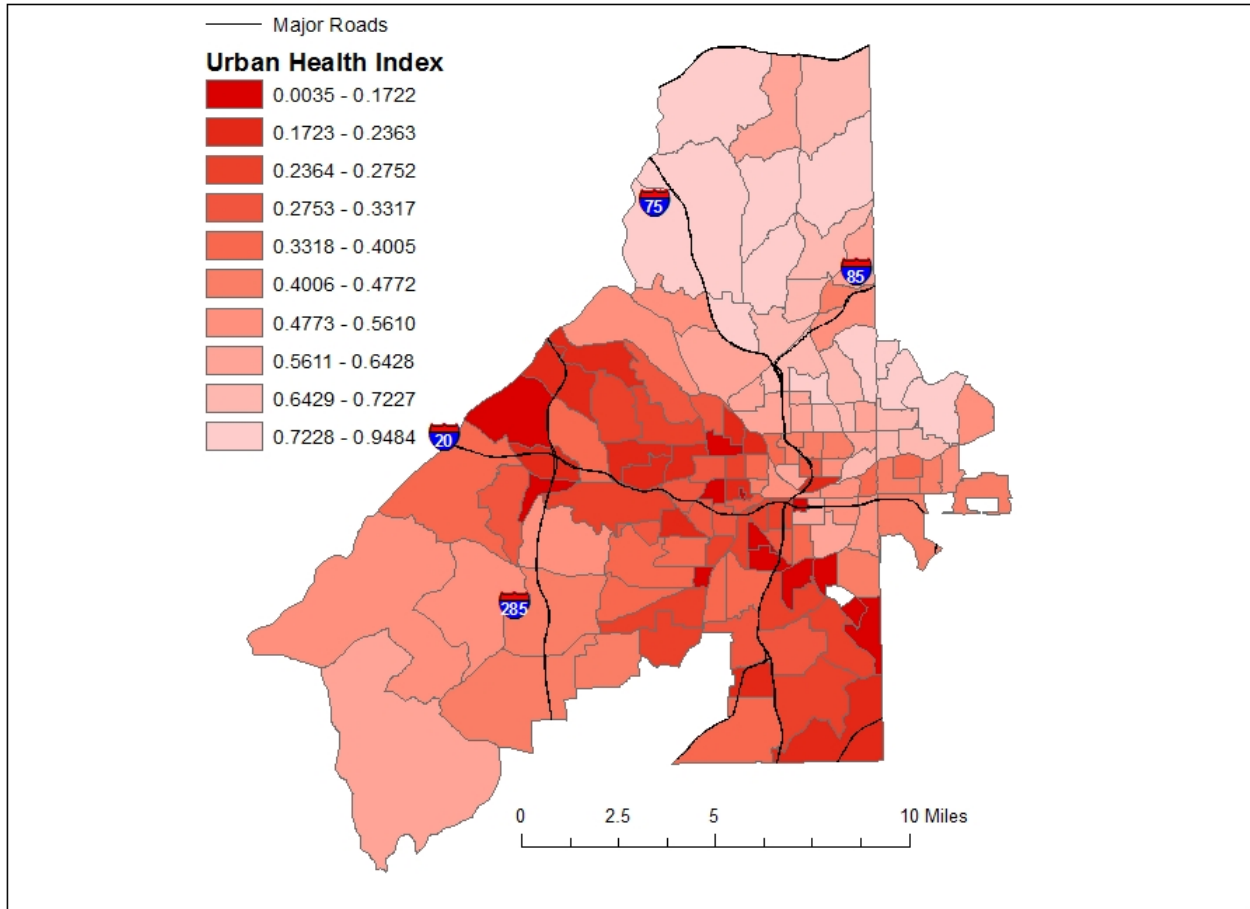 Major Roads
Urban Health Index
0.0035 - 0.1722
0.1723 - 0.2363
0.2364 - 0.2752
0.2753 - 0.3317
0.3318 - 0.4005
0.4006 - 0.4772
0.4773 - 0.5610
0.5611 - 0.6428
0.6429 - 0.7227
0.7228 - 0.9484
75
85
20
285
0 2.5 5 10 Miles